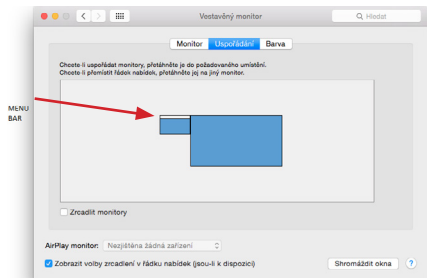 Vestavěný monitor
Hledat
Monitor Uspořádání Barva
Chcete-li uspořádat monitory, přetáhněte je do požadovaného umístění.
Chcete-li přemístit řádek nabídek, přetáhněte jej na jiný monitor.
MENU
BAR
Zrcadlit monitory
AirPlay monitor: Nezjištěna žádná zařízení
Zobrazit volby zrcadlení v řádku nabídek (jsou-li k dispozici)
Shromáždit okna
?